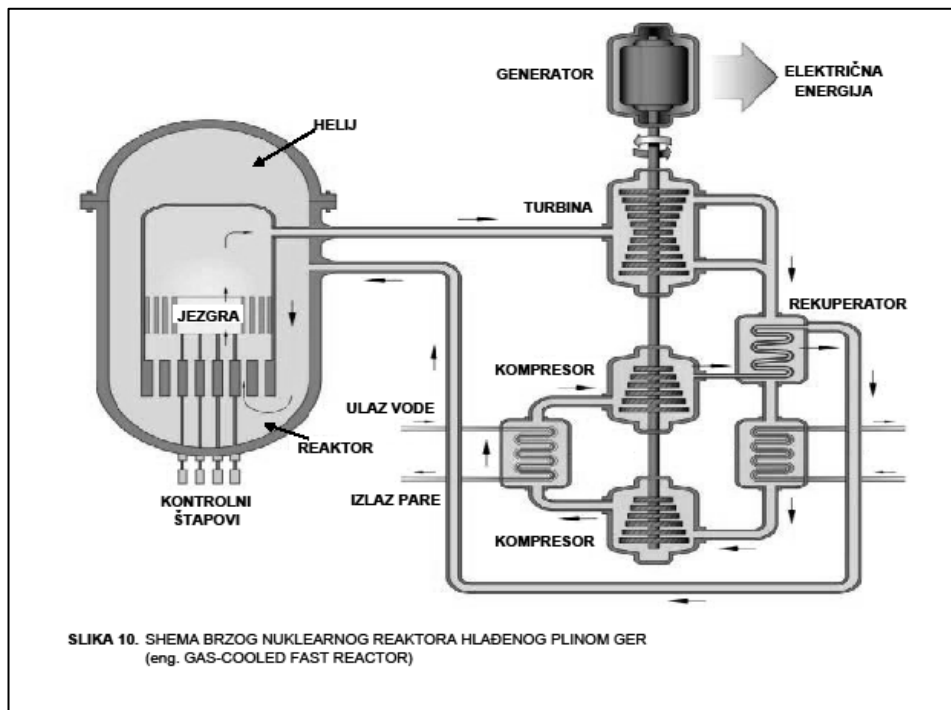 GENERATOR
ELEKTRIČNA
ENERGIJA
HELIJ
TURBINA
REKUPERATOR
JEZGRA
KOMPRESOR
ULAZ VODE
REAKTOR
IZLAZ PARE
KONTROLNI
ŠTAPOVI
KOMPRESOR
SLIKA 10. SHEMA BRZOG NUKLEARNOG REAKTORA HLAĐENOG PLINOM GER
(eng. GAS-COOLED FAST REACTOR)